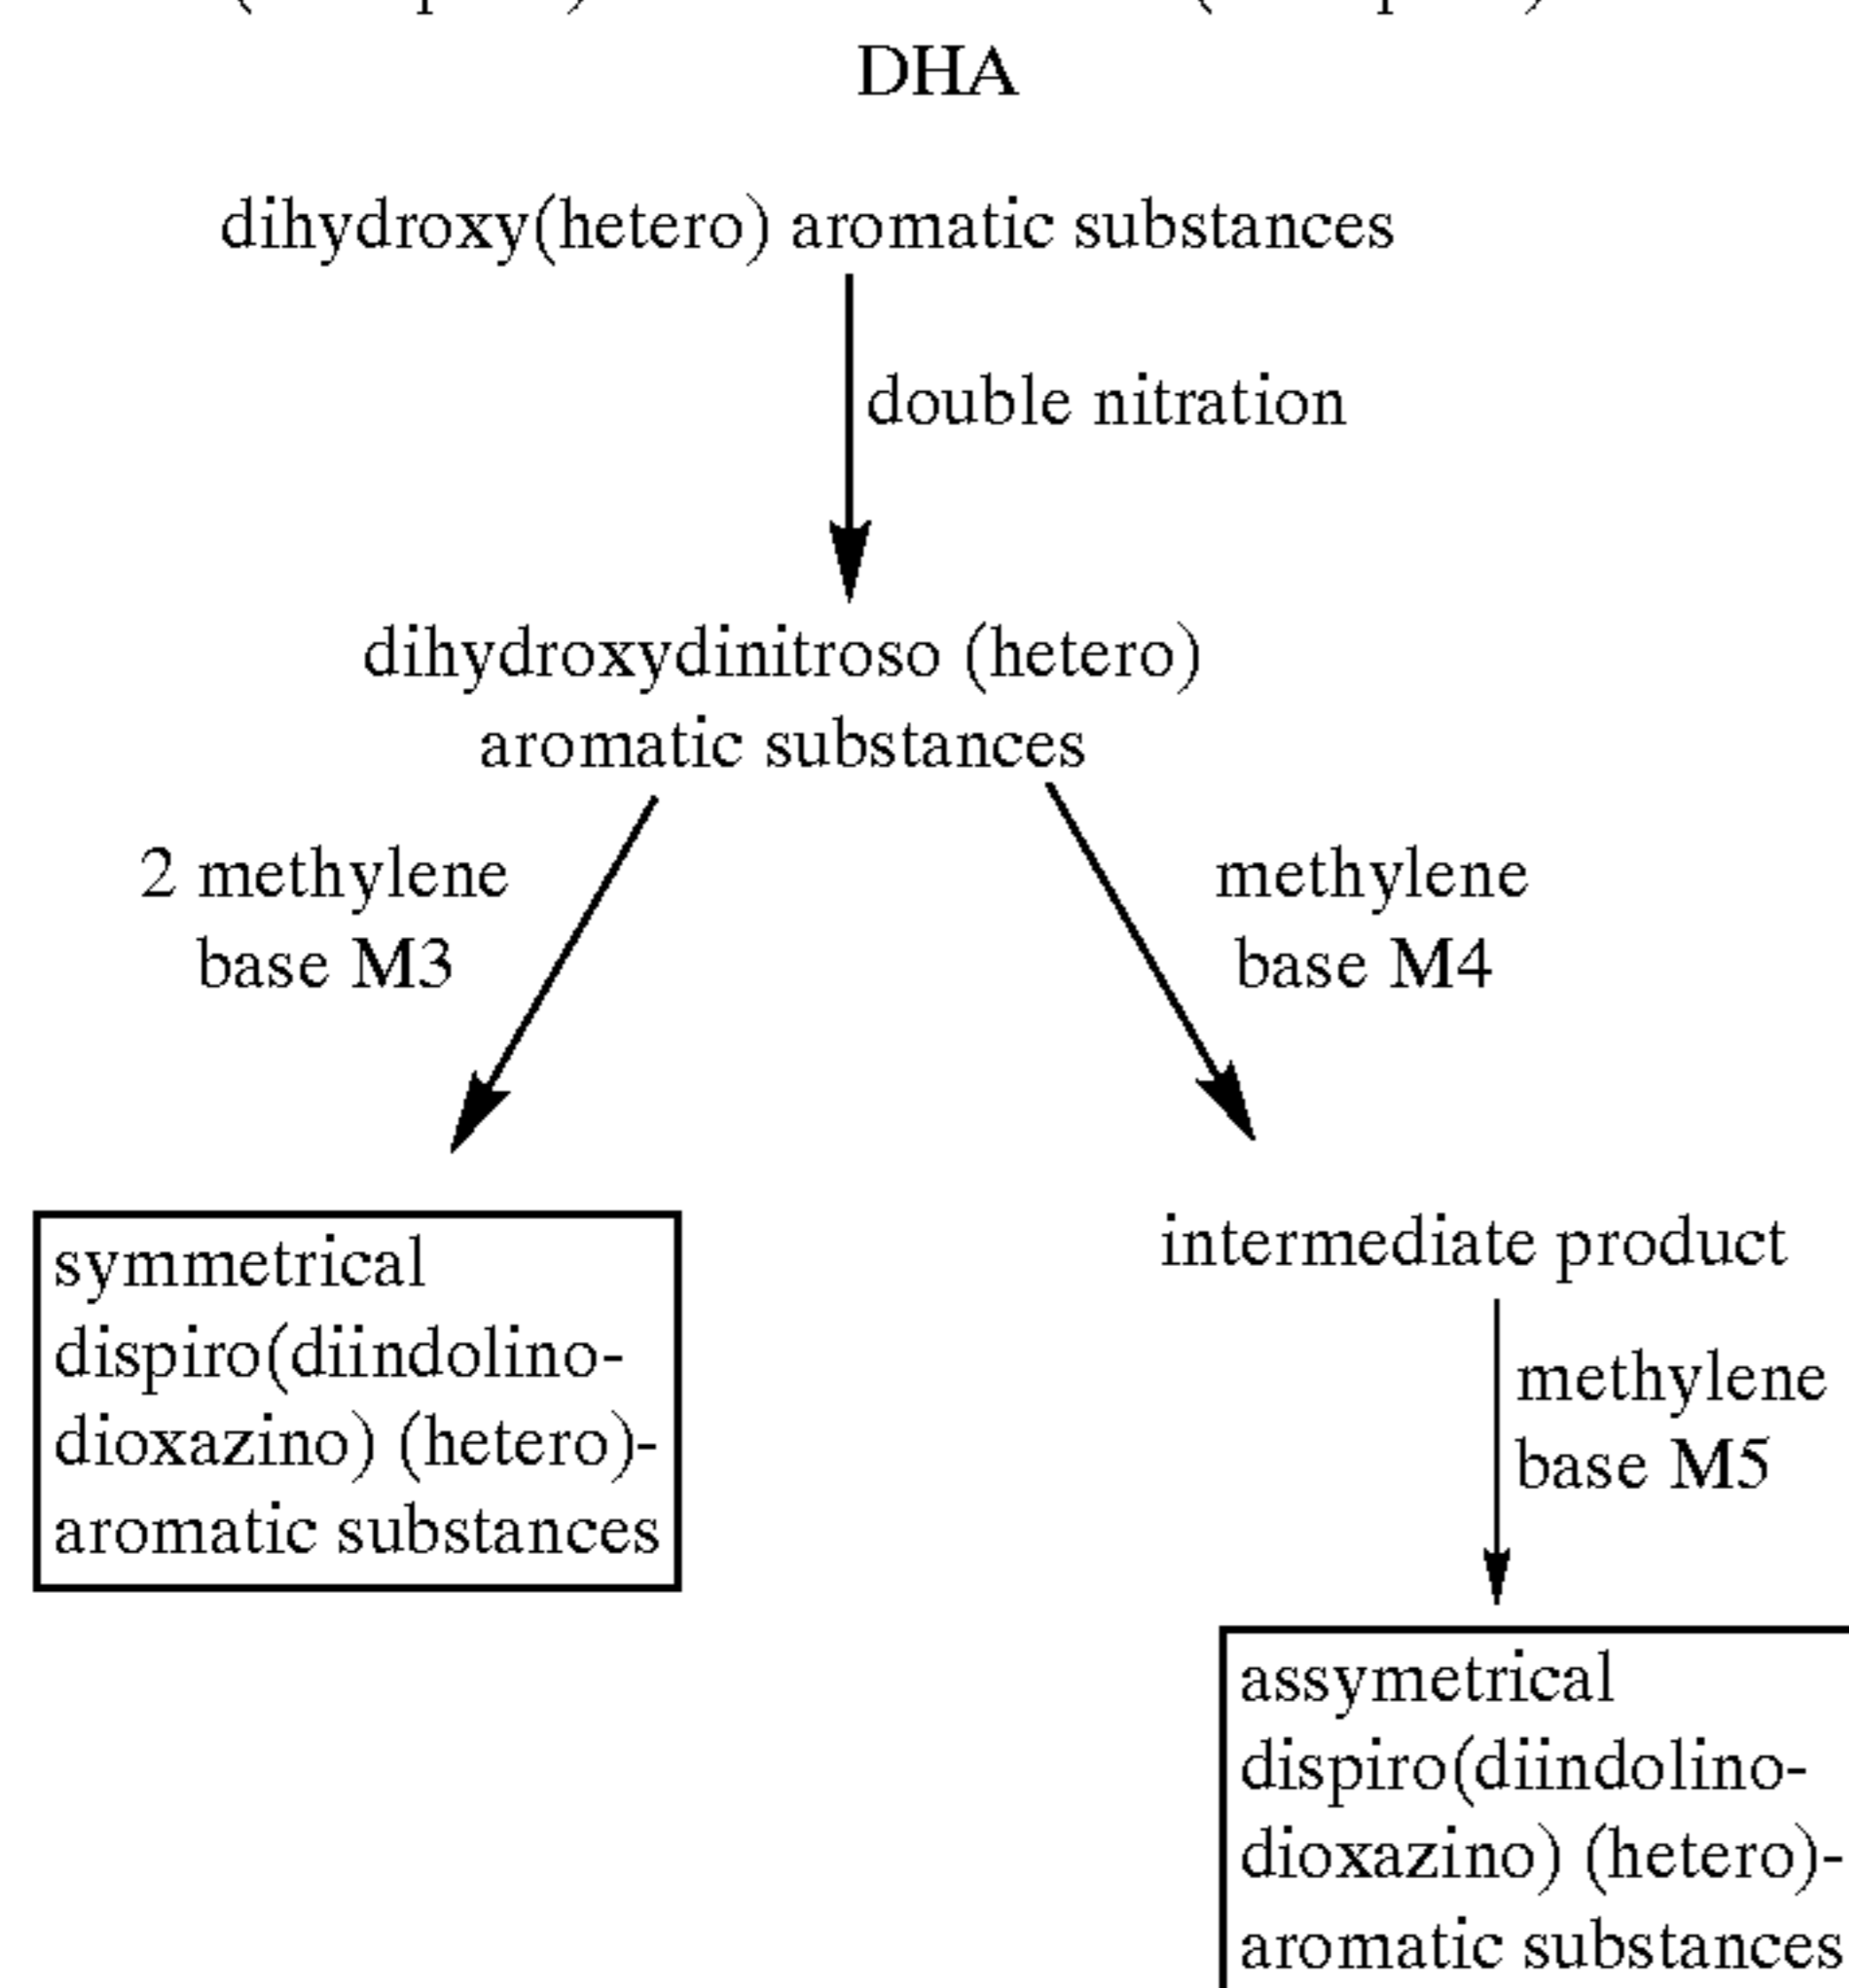 DHA
dihydroxy(hetero) aromatic substances
double nitration
dihydroxydinitroso (hetero)
aromatic substances
2 methylene
base M3
methylene
base M4
symmetrical
dispiro(diindolino-
dioxazino) (hetero)-
aromatic substances
intermediate product
methylene
base M5
assymetrical
dispiro(diindolino-
dioxazino) (hetero)-
aromatic substances